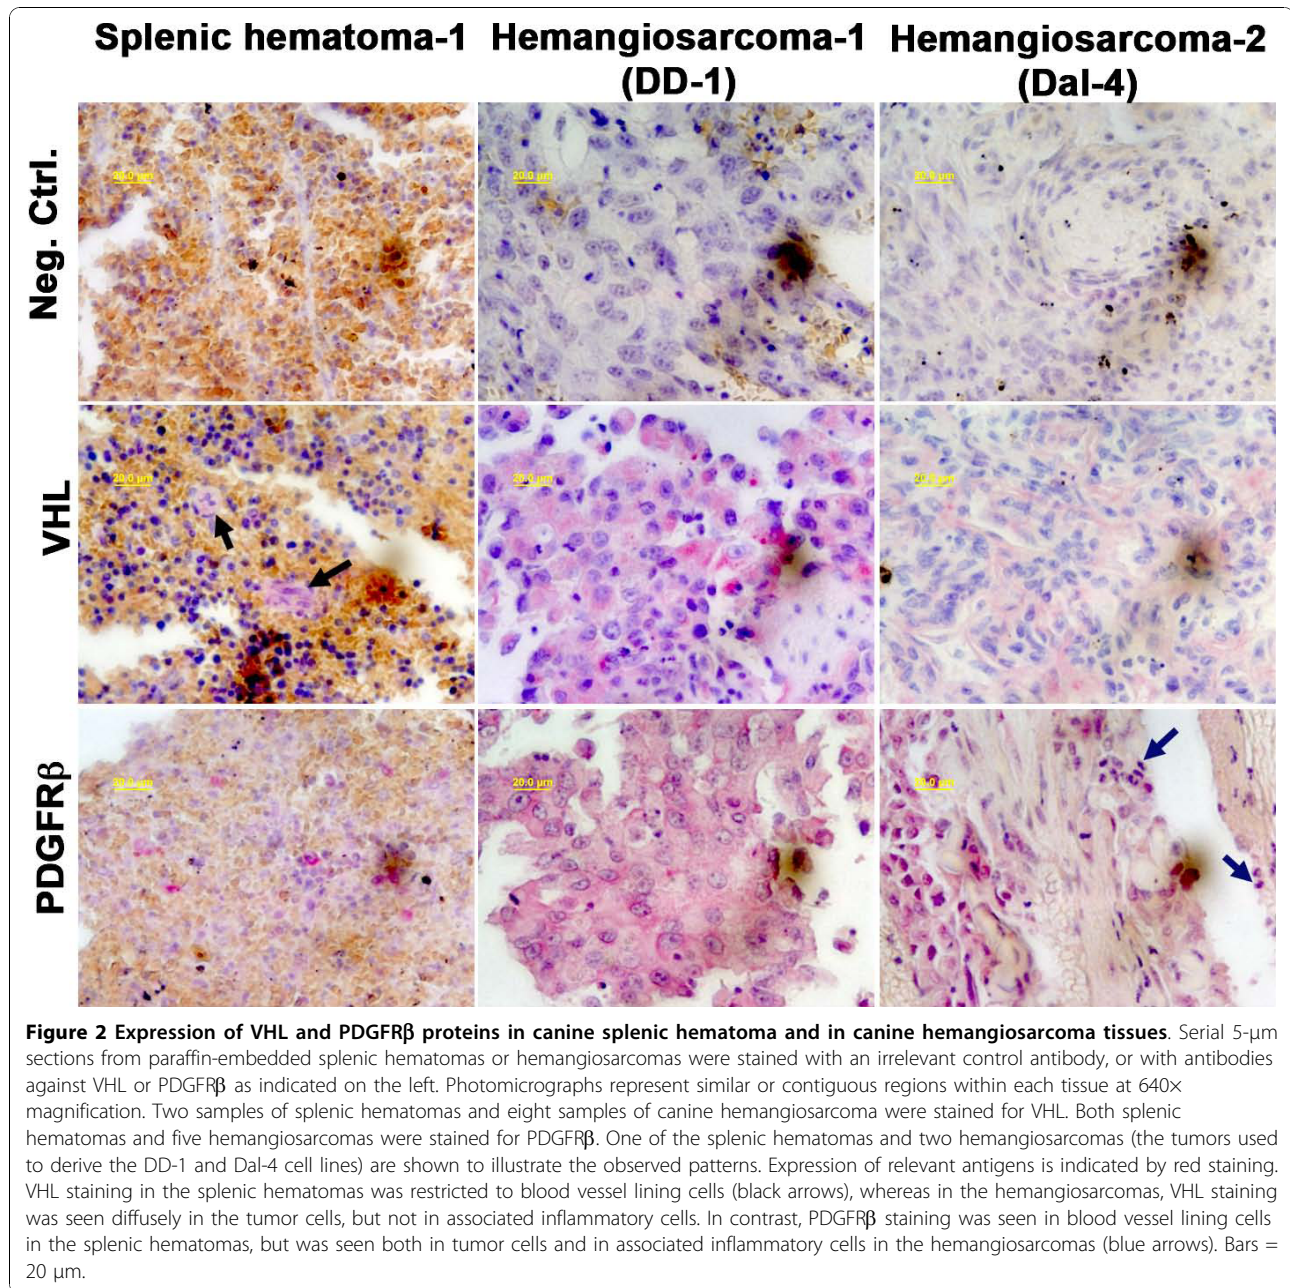 Splenic hematoma-1 Hemangiosarcoma-1 Hemangiosarcoma-2
(DD-1) (Dal-4)
Neg. Ctrl.
20.0 µm 20.0 µm 20.0 µm
VHL
20.0 µm 20.0 µm 20.0 µm
PDGFRβ
20.0 µm 20.0 µm 20.0 µm
Figure 2 Expression of VHL and PDGFRβ proteins in canine splenic hematoma and in canine hemangiosarcoma tissues. Serial 5-µm
sections from paraffin-embedded splenic hematomas or hemangiosarcomas were stained with an irrelevant control antibody, or with antibodies
against VHL or PDGFRβ as indicated on the left. Photomicrographs represent similar or contiguous regions within each tissue at 640×
magnification. Two samples of splenic hematomas and eight samples of canine hemangiosarcoma were stained for VHL. Both splenic
hematomas and five hemangiosarcomas were stained for PDGFRβ. One of the splenic hematomas and two hemangiosarcomas (the tumors used
to derive the DD-1 and Dal-4 cell lines) are shown to illustrate the observed patterns. Expression of relevant antigens is indicated by red staining.
VHL staining in the splenic hematomas was restricted to blood vessel lining cells (black arrows), whereas in the hemangiosarcomas, VHL staining
was seen diffusely in the tumor cells, but not in associated inflammatory cells. In contrast, PDGFRβ staining was seen in blood vessel lining cells
in the splenic hematomas, but was seen both in tumor cells and in associated inflammatory cells in the hemangiosarcomas (blue arrows). Bars =
20 µm.